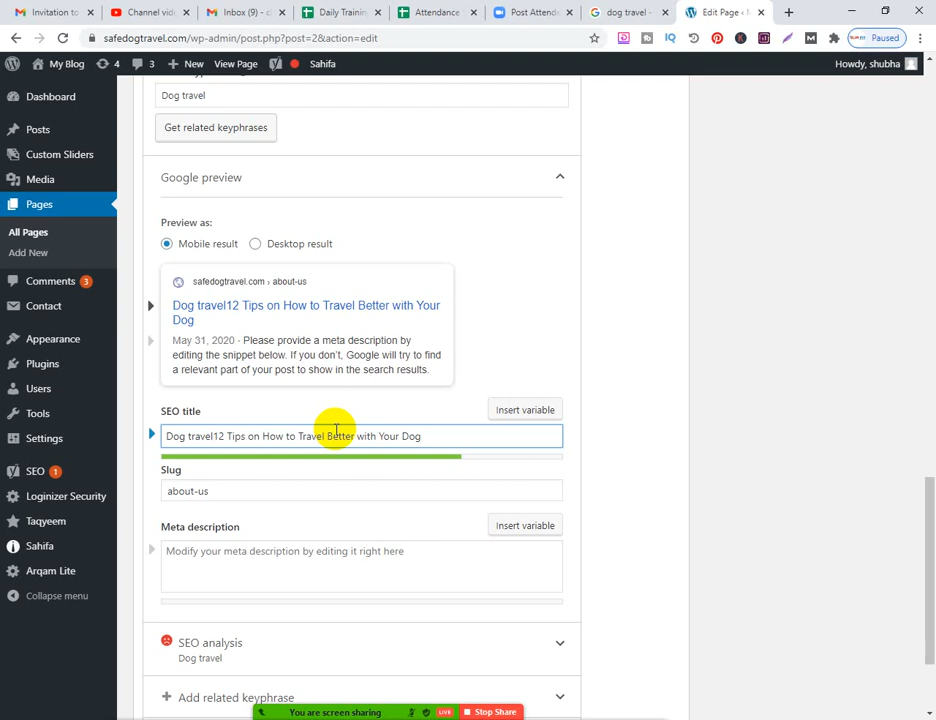 Invitation to
Channel vide
Inbox (9) - c
Daily Trainin
Attendance
Post Attende
dog travel -
Edit Page ‹
safedogtravel.com/wp-admin/post.php?post=2&action=edit
Paused
My Blog
4
3
New
View Page
Sahifa
Howdy, shubha
Dashboard
Posts
Custom Sliders
Media
Pages
All Pages
Add New
Comments 3
Contact
Appearance
Plugins
Users
Tools
Settings
SEO 1
Loginizer Security
Taqyeem
Sahifa
Arqam Lite
Collapse menu
Dog travel
Get related keyphrases
Google preview
Preview as:
Mobile result Desktop result
safedogtravel.com › about-us
Dog travel12 Tips on How to Travel Better with Your
Dog
May 31, 2020 · Please provide a meta description by
editing the snippet below. If you don't, Google will try to find
a relevant part of your post to show in the search results.
SEO title
Insert variable
Dog travel12 Tips on How to Travel Better with Your Dog
Slug
about-us
Meta description
Insert variable
Modify your meta description by editing it right here
SEO analysis
Dog travel
Add related keyphrase
You are screen sharing
LIVE
Stop Share